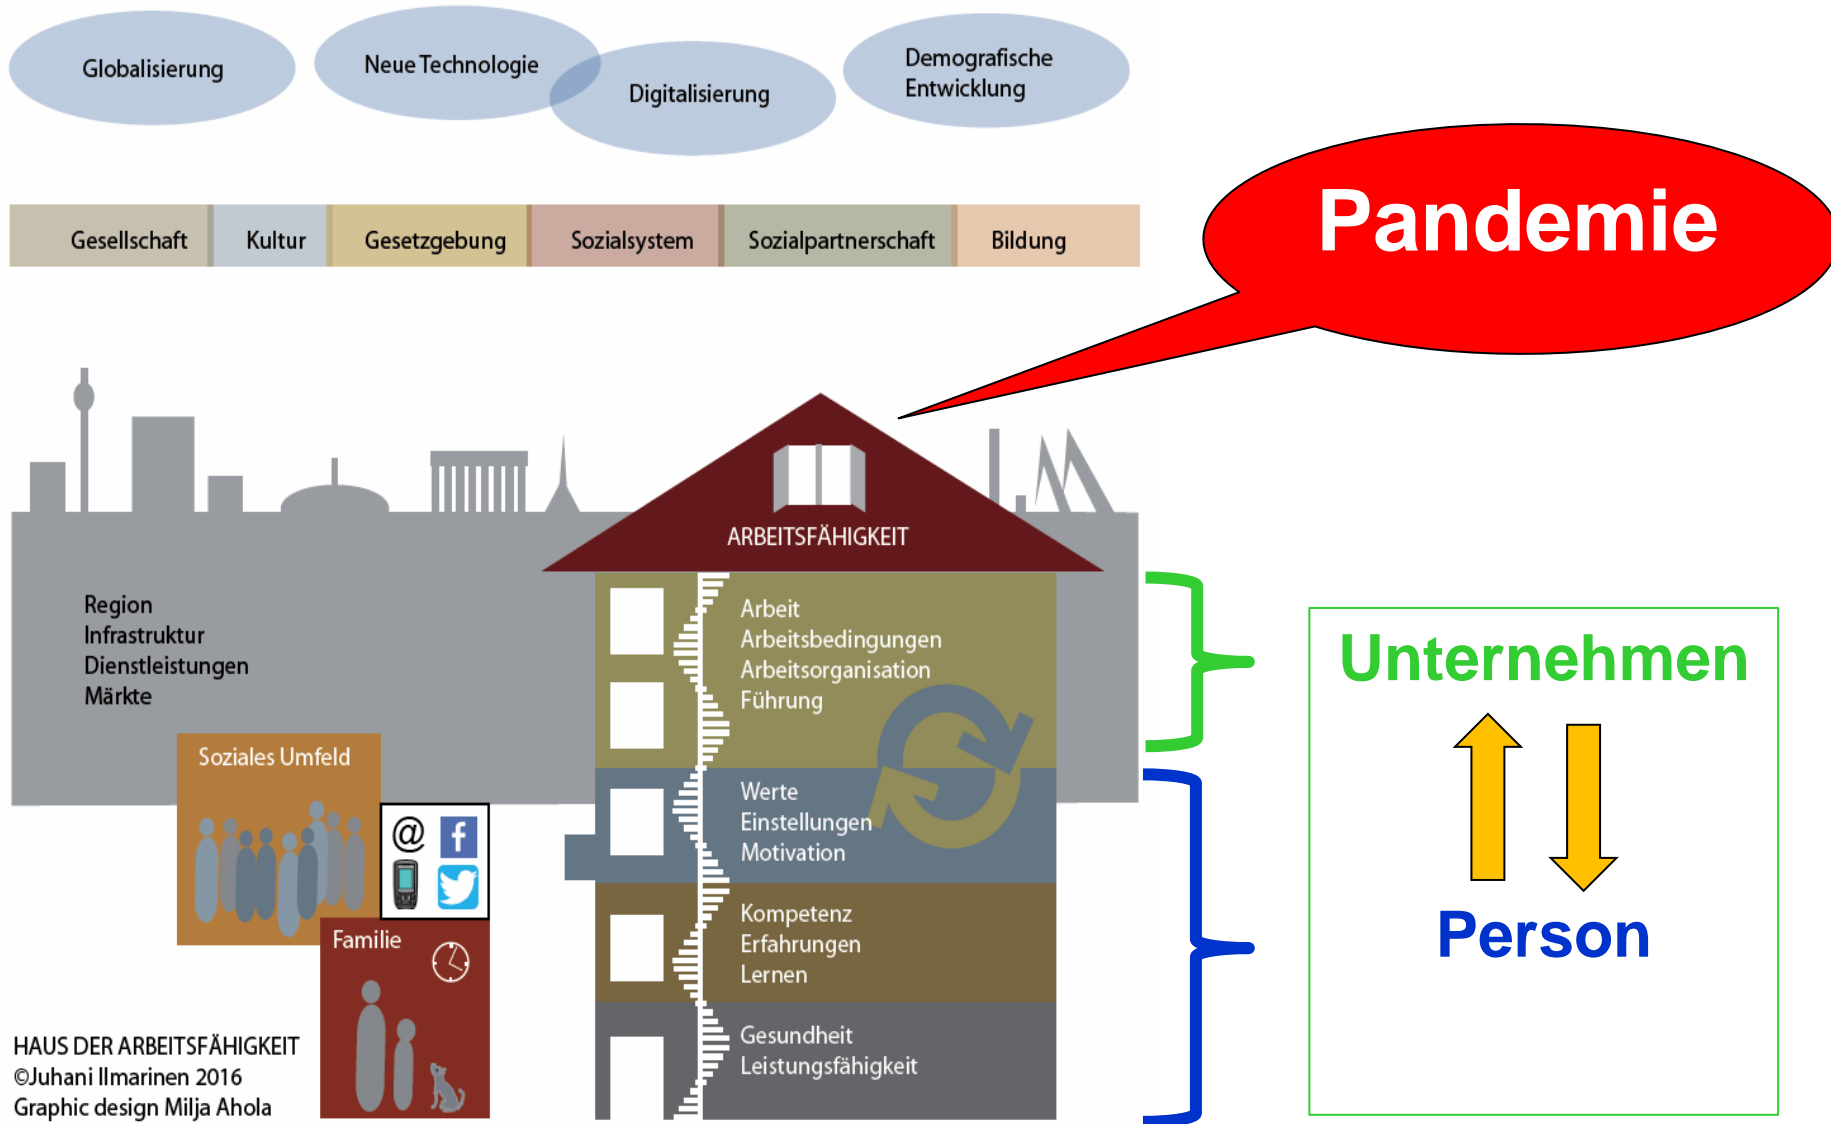 Globalisierung
Neue Technologie
Digitalisierung
Demografische
Entwicklung
Pandemie
Gesellschaft
Kultur
Gesetzgebung
Sozialsystem
Sozialpartnerschaft
Bildung
ARBEITSFÄHIGKEIT
Region
Infrastruktur
Dienstleistungen
Märkte
Arbeit
Arbeitsbedingungen
Arbeitsorganisation
Führung
Unternehmen
Person
Soziales Umfeld
@
f
Werte
Einstellungen
Motivation
Familie
Kompetenz
Erfahrungen
Lernen
Gesundheit
Leistungsfähigkeit
HAUS DER ARBEITSFÄHIGKEIT
©Juhani Ilmarinen 2016
Graphic design Milja Ahola